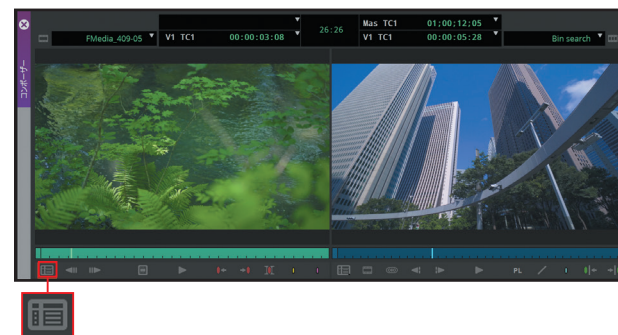 コンポーザー
FMedia_409-05
V1 TC1 00:00:03:08
26:26
Mas TC1 01;00;12;05
V1 TC1 00:00:05:28
Bin search
PL